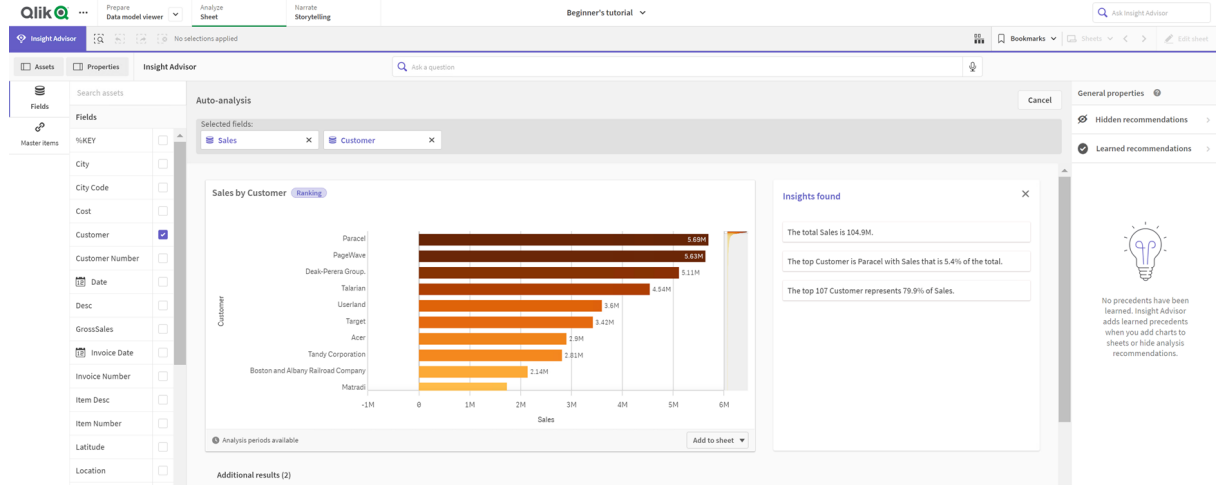 Qlik
Prepare
Data model viewer
Analyze
Sheet
Narrate
Storytelling
Beginner's tutorial
Ask Insight Advisor
Insight Advisor
No selections applied
Bookmarks
Sheets
Edit sheet
Assets
Properties
Insight Advisor
Ask a question
Fields
Master items
Search assets
Fields
%KEY
City
City Code
Cost
Customer
Customer Number
Date
Desc
GrossSales
Invoice Date
Invoice Number
Item Desc
Item Number
Latitude
Location
Auto-analysis
Cancel
Selected fields:
Sales
Customer
Sales by Customer
Ranking
Customer
Paracel
5.69M
PageWave
5.63M
Deak-Perera Group.
5.11M
Talarian
4.54M
Userland
3.6M
Target
3.42M
Acer
2.9M
Tandy Corporation
2.81M
Boston and Albany Railroad Company
2.14M
Matradi
-1M 0 1M 2M 3M 4M 5M 6M
Sales
Analysis periods available
Add to sheet
Additional results (2)
Insights found
The total Sales is 104.9M.
The top Customer is Paracel with Sales that is 5.4% of the total.
The top 107 Customer represents 79.9% of Sales.
General properties
Hidden recommendations
Learned recommendations
No precedents have been
learned. Insight Advisor
adds learned precedents
when you add charts to
sheets or hide analysis
recommendations.